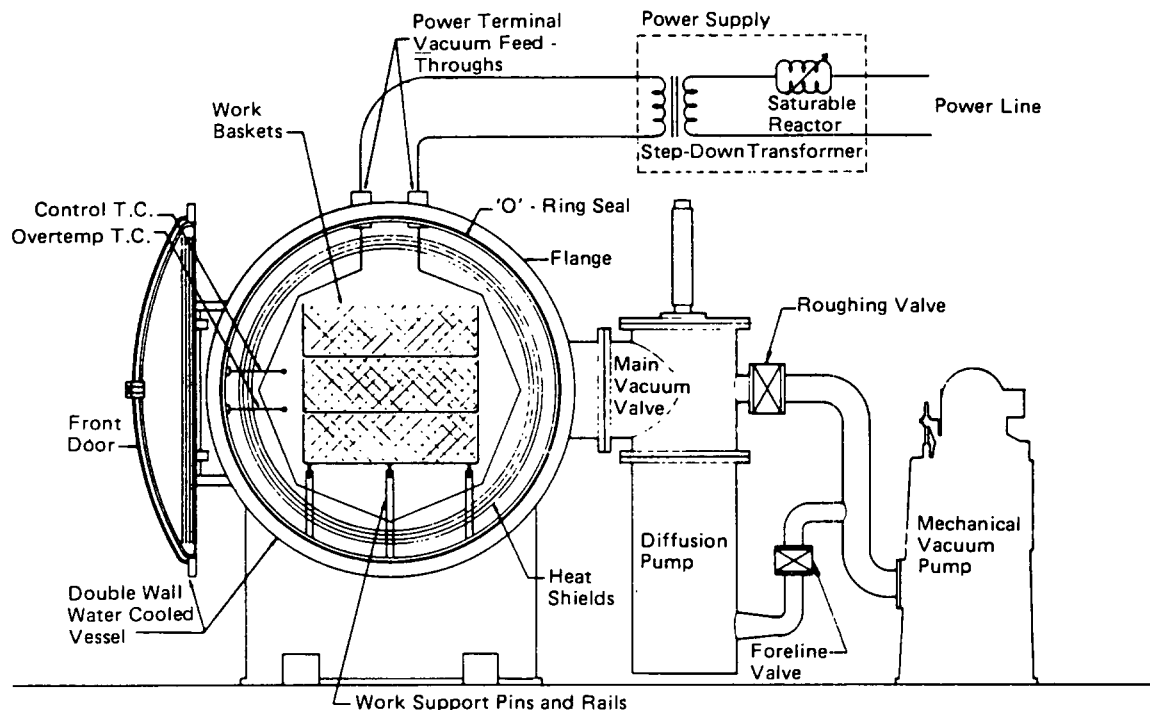 Power Terminal
Vacuum Feed -
Throughs
Power Supply
Work
Baskets
Saturable
Reactor
Power Line
Step-Down Transformer
Control T.C.
Overtemp T.C.
'O' - Ring Seal
Flange
Roughing Valve
Main
Vacuum
Valve
Front
Door
Diffusion
Pump
Mechanical
Vacuum
Pump
Heat
Shields
Double Wall
Water Cooled
Vessel
Foreline
Valve
Work Support Pins and Rails